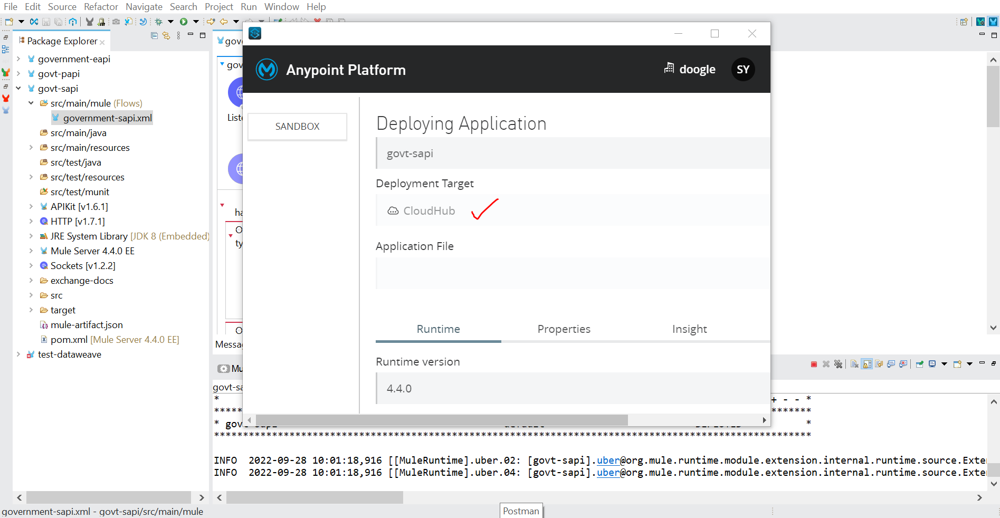 File Edit Source Refactor Navigate Search Project Run Window Help
Package Explorer
government-eapi
govt-papi
govt-sapi
src/main/mule (Flows)
government-sapi.xml
src/main/java
src/main/resources
src/test/java
src/test/resources
src/test/munit
APIKit [v1.6.1]
HTTP [v1.7.1]
JRE System Library [JDK 8 (Embedded)
Mule Server 4.4.0 EE
Sockets [v1.2.2]
exchange-docs
src
target
mule-artifact.json
pom.xml [Mule Server 4.4.0 EE]
test-dataweave
gov
gov
Liste
ha
O
ty
O
Messag
Anypoint Platform
doogle
SY
SANDBOX
Deploying Application
govt-sapi
Deployment Target
CloudHub
Application File
Runtime Properties Insight
Runtime version
4.4.0
Mu
govt-sa
* + - - *
***** *******
* govt-sapi default DEPLOYED *
*******************************************************************************************************
INFO 2022-09-28 10:01:18,916 [[MuleRuntime].uber.02: [govt-sapi].uber@org.mule.runtime.module.extension.internal.runtime.source.Exte
INFO 2022-09-28 10:01:18,916 [[MuleRuntime].uber.04: [govt-sapi].uber@org.mule.runtime.module.extension.internal.runtime.source.Exte
government-sapi.xml - govt-sapi/src/main/mule
Postman